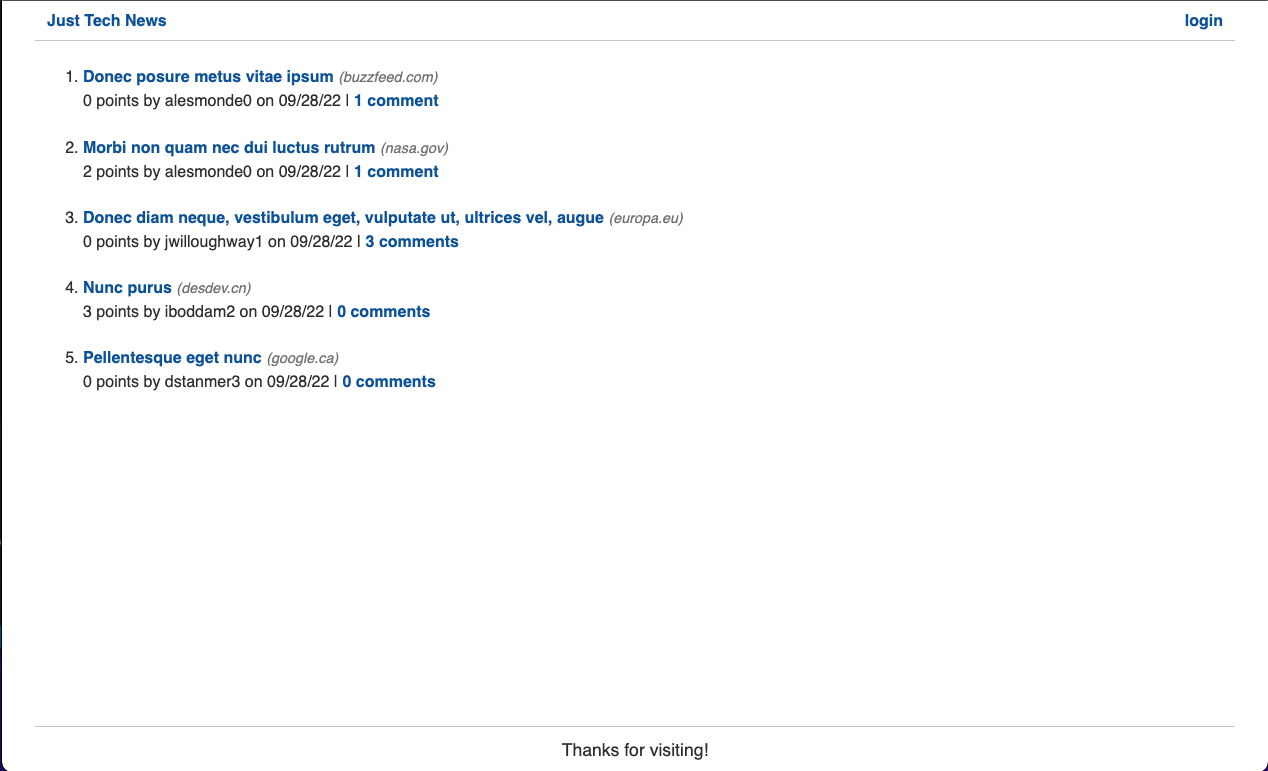 Just Tech News
login
1. Donec posure metus vitae ipsum (buzzfeed.com)
0 points by alesmonde0 on 09/28/22 | 1 comment
2. Morbi non quam nec dui luctus rutrum (nasa.gov)
2 points by alesmonde0 on 09/28/22 | 1 comment
3. Donec diam neque, vestibulum eget, vulputate ut, ultrices vel, augue (europa.eu)
0 points by jwilloughway1 on 09/28/22 | 3 comments
4. Nunc purus (desdev.cn)
3 points by iboddam2 on 09/28/22 | 0 comments
5. Pellentesque eget nunc (google.ca)
0 points by dstanmer3 on 09/28/22 | 0 comments
Thanks for visiting!